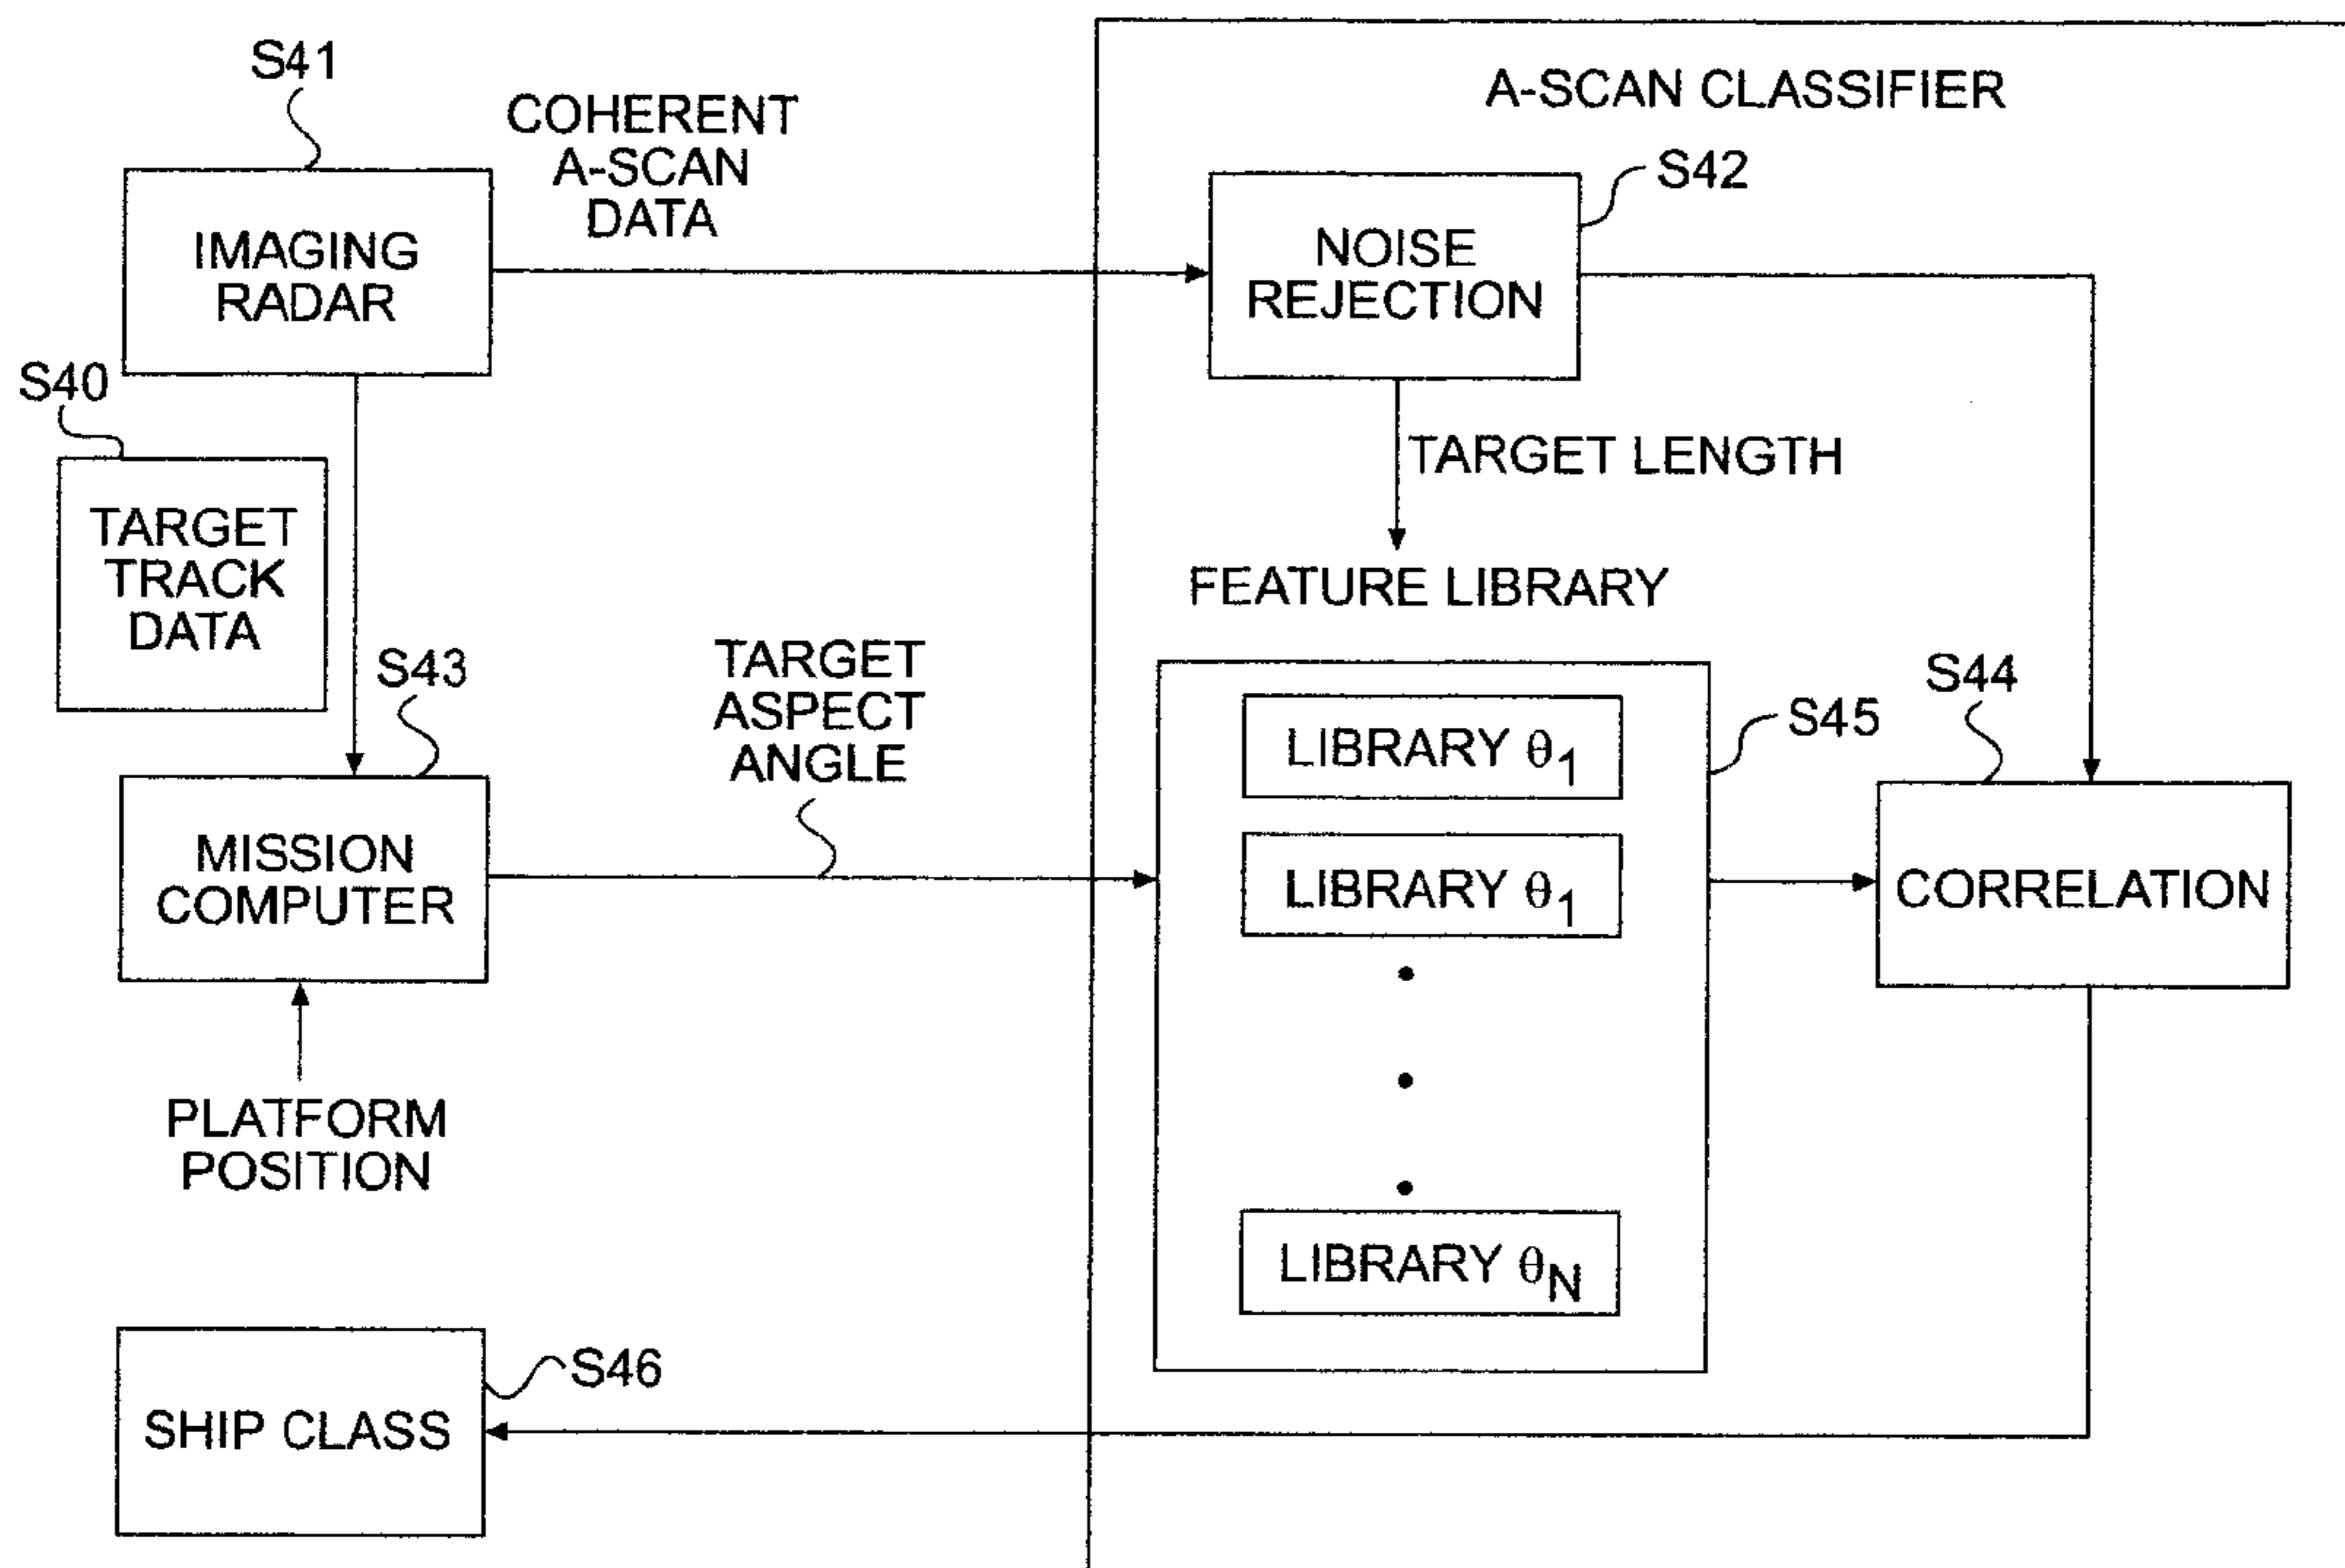 S41
COHERENT
A-SCAN
DATA
A-SCAN CLASSIFIER
IMAGING
RADAR
S42
NOISE
REJECTION
S40
TARGET
TRACK
DATA
TARGET LENGTH
FEATURE LIBRARY
S43
TARGET
ASPECT
ANGLE
MISSION
COMPUTER
PLATFORM
POSITION
LIBRARY θ₁
LIBRARY θ₁
LIBRARY θN
S45
S44
CORRELATION
SHIP CLASS
S46